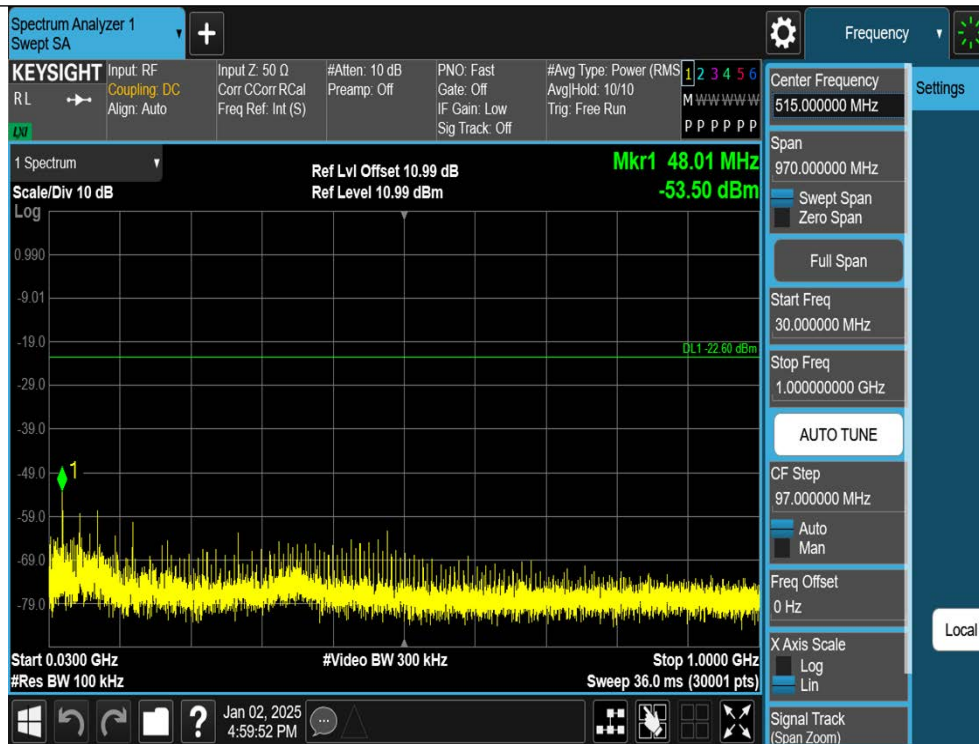 Spectrum Analyzer 1
Swept SA
+
Frequency
KEYSIGHT
RL
LXI
Input: RF
Coupling: DC
Align: Auto
Input Z: 50 Ω
Corr CCorr RCal
Freq Ref: Int (S)
#Atten: 10 dB
Preamp: Off
PNO: Fast
Gate: Off
IF Gain: Low
Sig Track: Off
#Avg Type: Power (RMS
Avg|Hold: 10/10
Trig: Free Run
1 2 3 4 5 6
M W W W W W
P P P P P P
1 Spectrum
Scale/Div 10 dB
Log
Ref Lvl Offset 10.99 dB
Ref Level 10.99 dBm
Mkr1 48.01 MHz
-53.50 dBm
0.990
-9.01
-19.0
DL1 -22.60 dBm
-29.0
-39.0
-49.0
1
-59.0
-69.0
-79.0
Start 0.0300 GHz
#Video BW 300 kHz
Stop 1.0000 GHz
#Res BW 100 kHz
Sweep 36.0 ms (30001 pts)
Center Frequency
515.000000 MHz
Span
970.000000 MHz
Swept Span
Zero Span
Full Span
Start Freq
30.000000 MHz
Stop Freq
1.000000000 GHz
AUTO TUNE
CF Step
97.000000 MHz
Auto
Man
Freq Offset
0 Hz
X Axis Scale
Log
Lin
Signal Track
(Span Zoom)
Settings
Local
?
Jan 02, 2025
4:59:52 PM